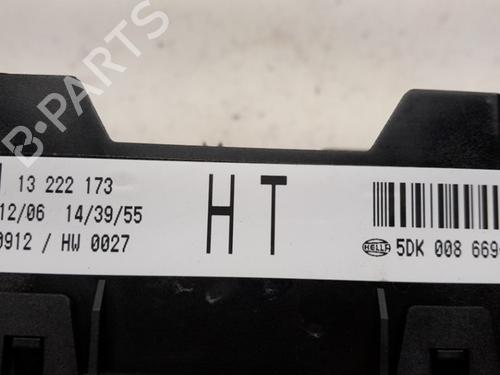 B-PARTS
13 222 173
12/06 14/39/55
0912 / HW 0027
HT
HELLA 5DK 008 669